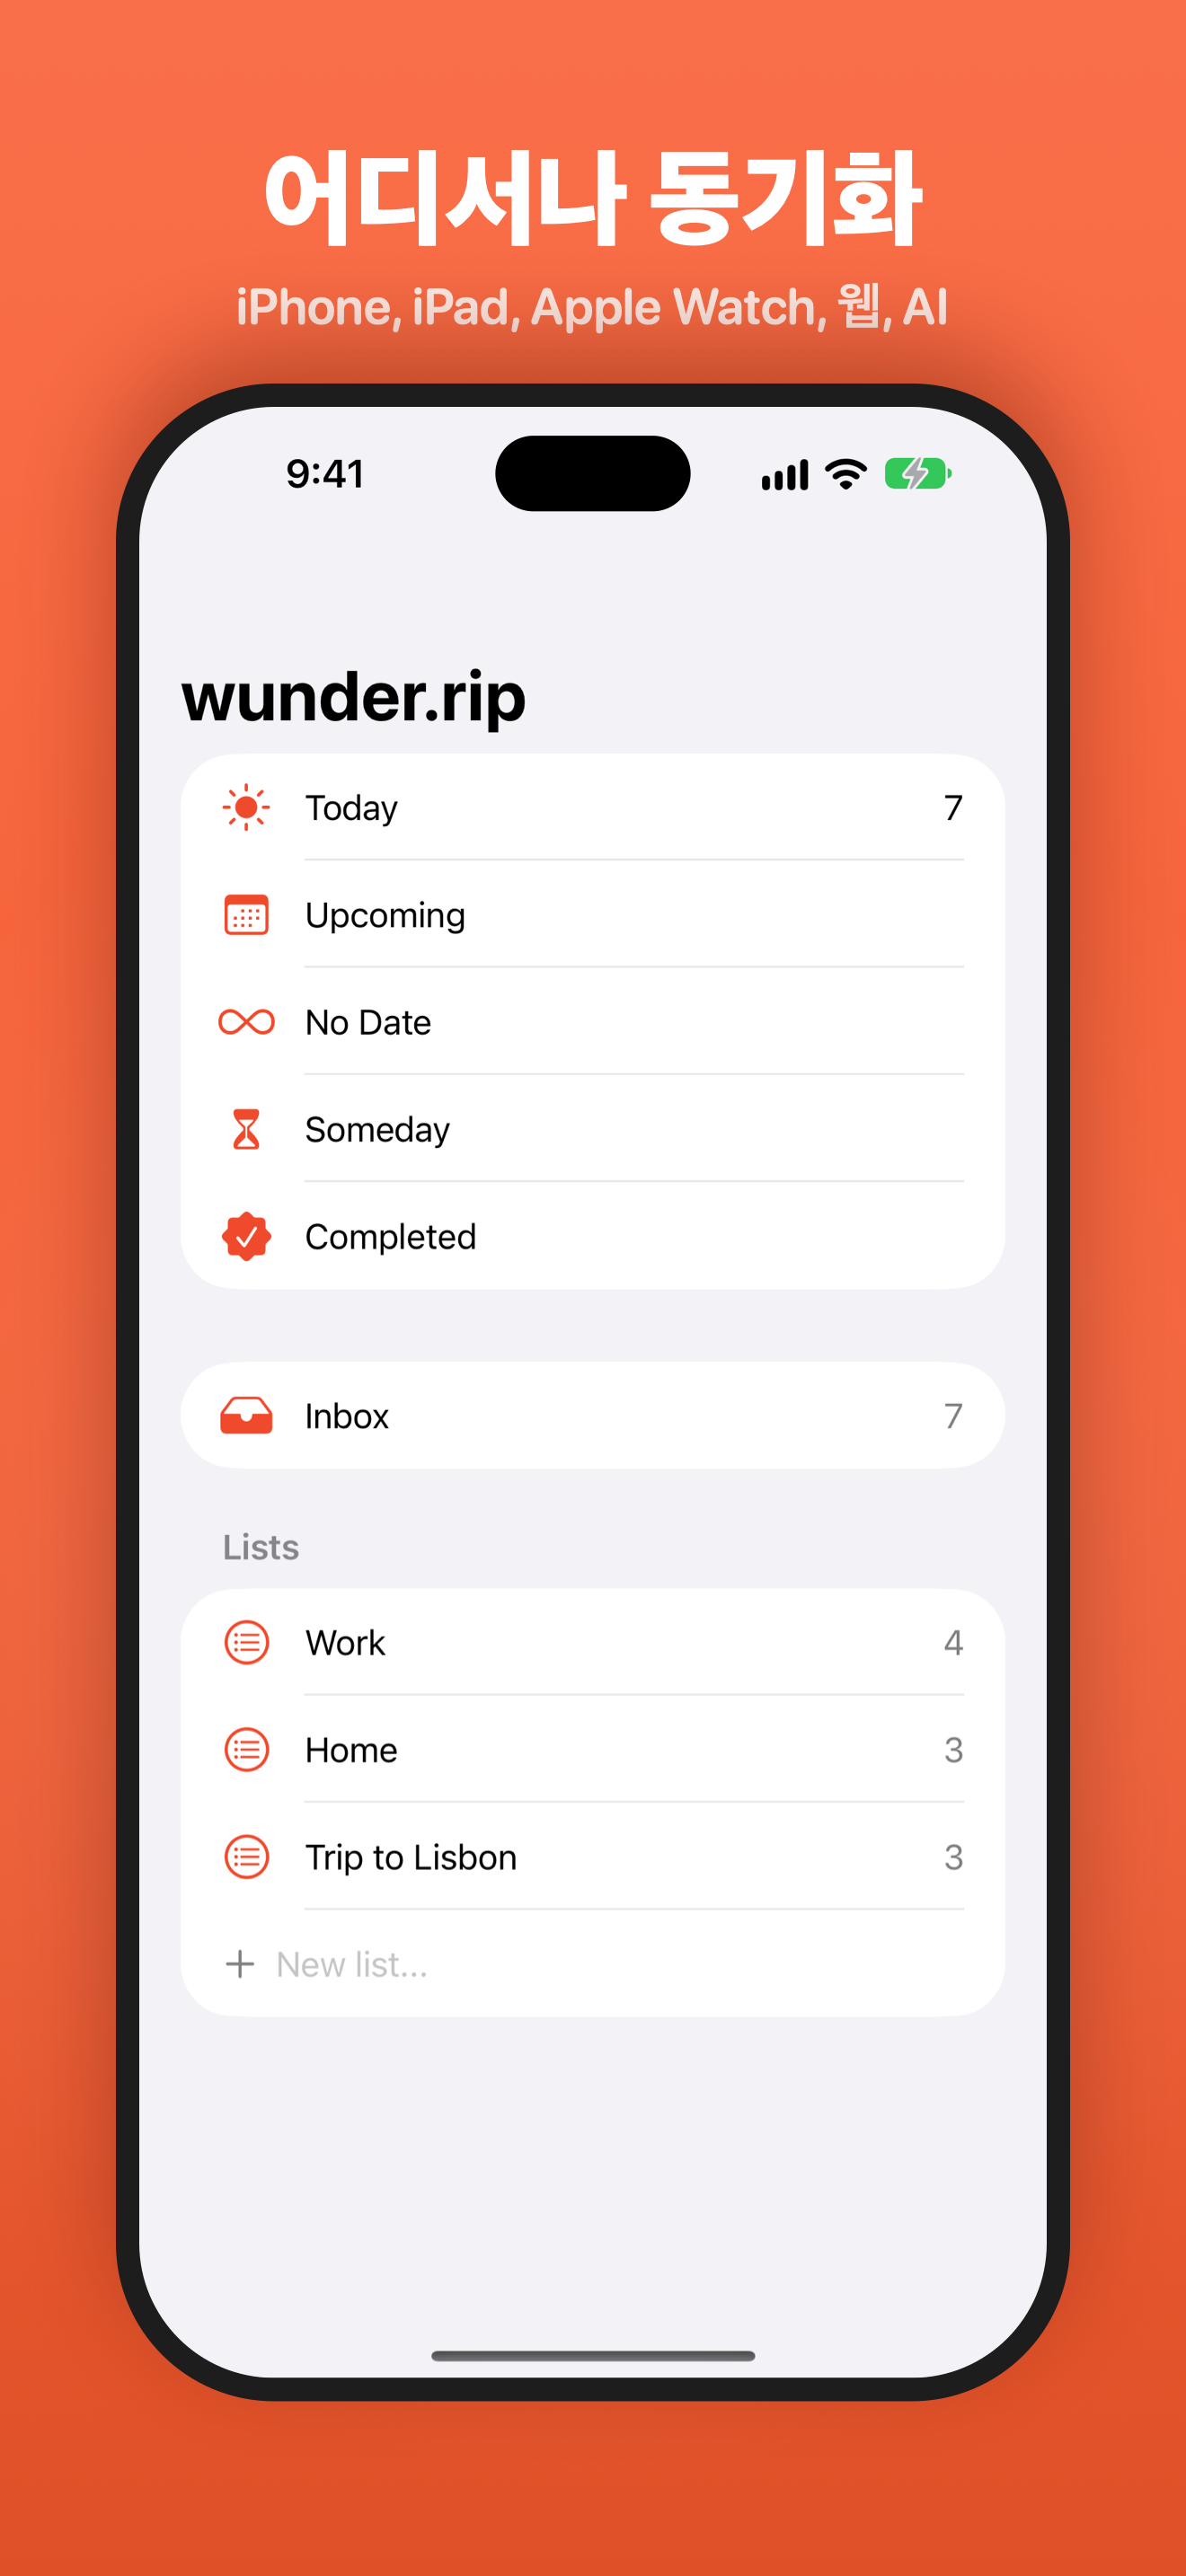 어디서나 동기화
iPhone, iPad, Apple Watch, 웹, AI
9:41
wunder.rip
Today 7
Upcoming
No Date
Someday
Completed
Inbox 7
Lists
Work 4
Home 3
Trip to Lisbon 3
New list...